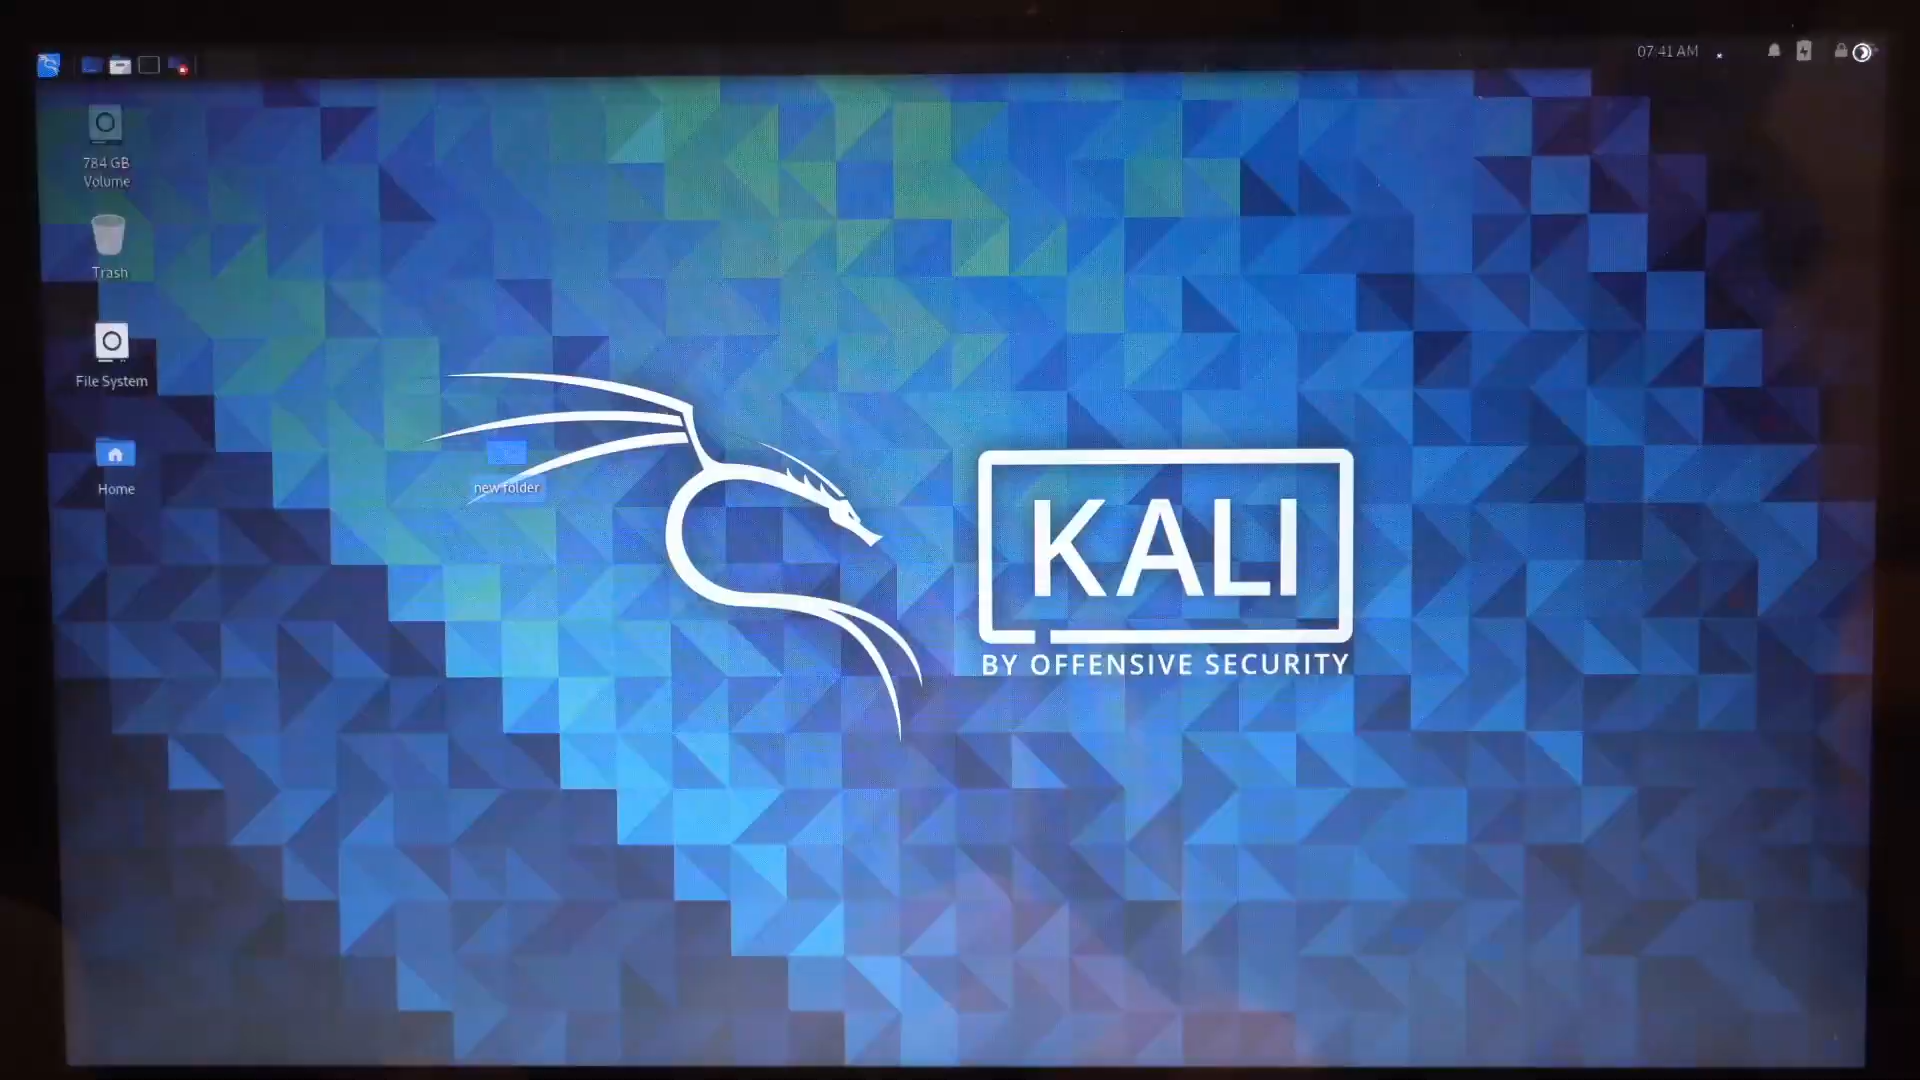 07:41 AM
784 GB
Volume
Trash
File System
Home
new folder
KALI
BY OFFENSIVE SECURITY